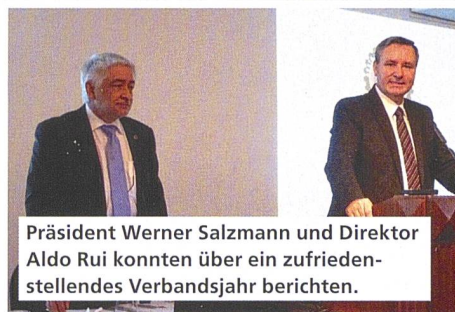 Präsident Werner Salzmann und Direktor
Aldo Rui konnten über ein zufrieden-
stellendes Verbandsjahr berichten.